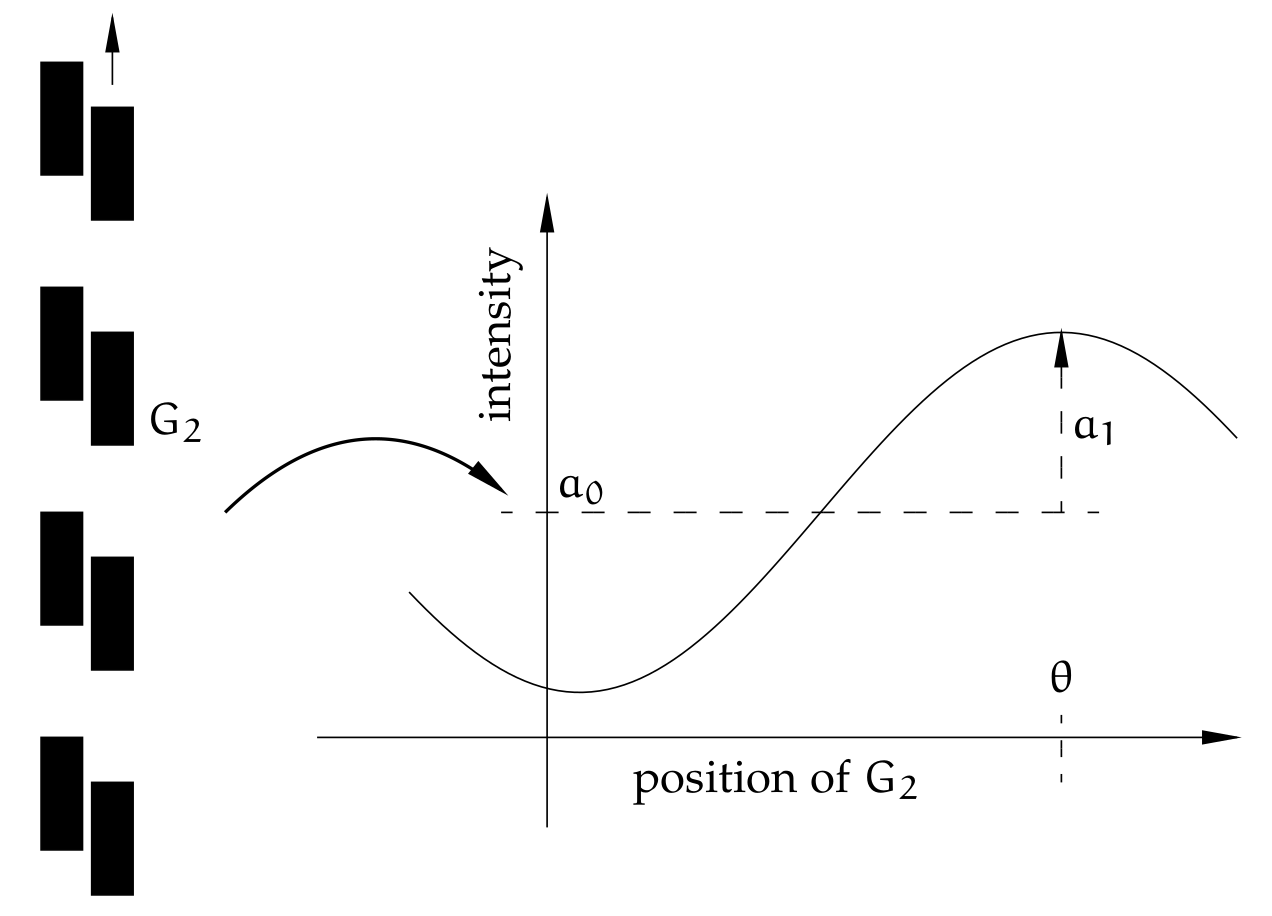 intensity
G₂
a₀
a₁
θ
position of G₂